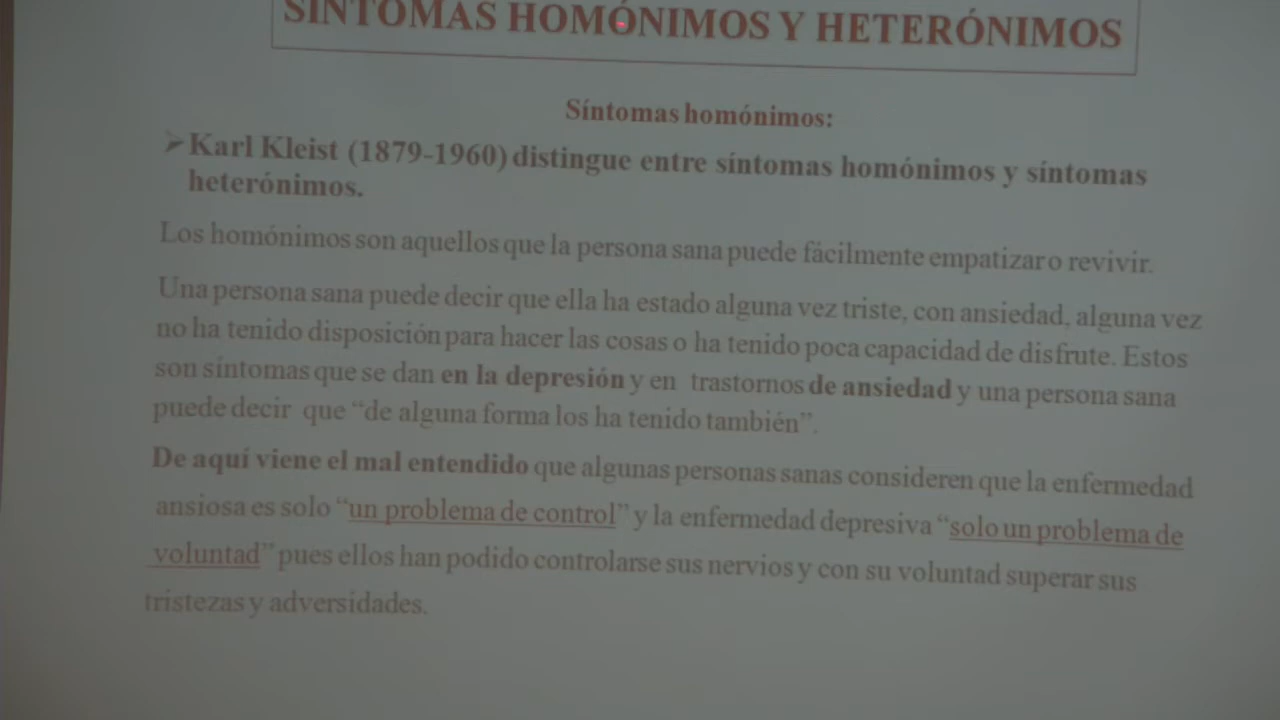 SÍNTOMAS HOMÓNIMOS Y HETERÓNIMOS
Síntomas homónimos:
➢Karl Kleist (1879-1960) distingue entre síntomas homónimos y síntomas
heterónimos.
Los homónimos son aquellos que la persona sana puede fácilmente empatizar o revivir.
Una persona sana puede decir que ella ha estado alguna vez triste, con ansiedad, alguna vez
no ha tenido disposición para hacer las cosas o ha tenido poca capacidad de disfrute. Estos
son síntomas que se dan en la depresión y en trastornos de ansiedad y una persona sana
puede decir que “de alguna forma los ha tenido también”.
De aquí viene el mal entendido que algunas personas sanas consideren que la enfermedad
ansiosa es solo “un problema de control” y la enfermedad depresiva “solo un problema de
voluntad” pues ellos han podido controlarse sus nervios y con su voluntad superar sus
tristezas y adversidades.